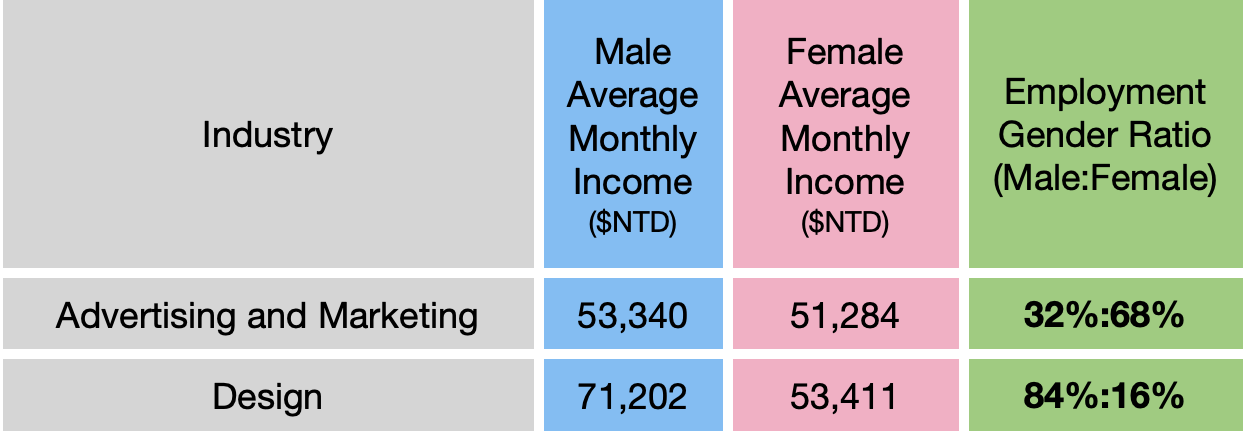 Industry
Male
Average
Monthly
Income
($NTD)
Female
Average
Monthly
Income
($NTD)
Employment
Gender Ratio
(Male:Female)
Advertising and Marketing 53,340 51,284 32%:68%
Design 71,202 53,411 84%:16%